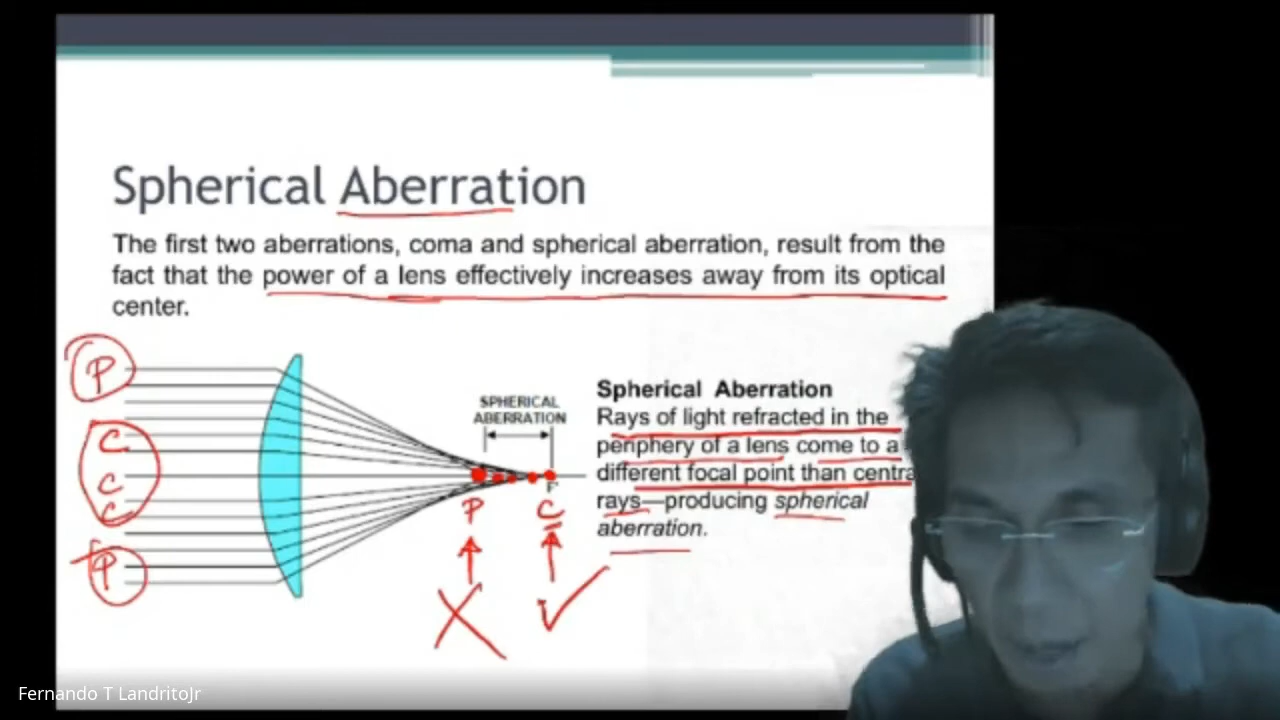 Spherical Aberration
The first two aberrations, coma and spherical aberration, result from the
fact that the power of a lens effectively increases away from its optical
center.
P
C
C
C
P
SPHERICAL
ABERRATION
F
P
C
Spherical Aberration
Rays of light refracted in the
periphery of a lens come to a
different focal point than centra
rays—producing spherical
aberration.
Fernando T LandritoJr